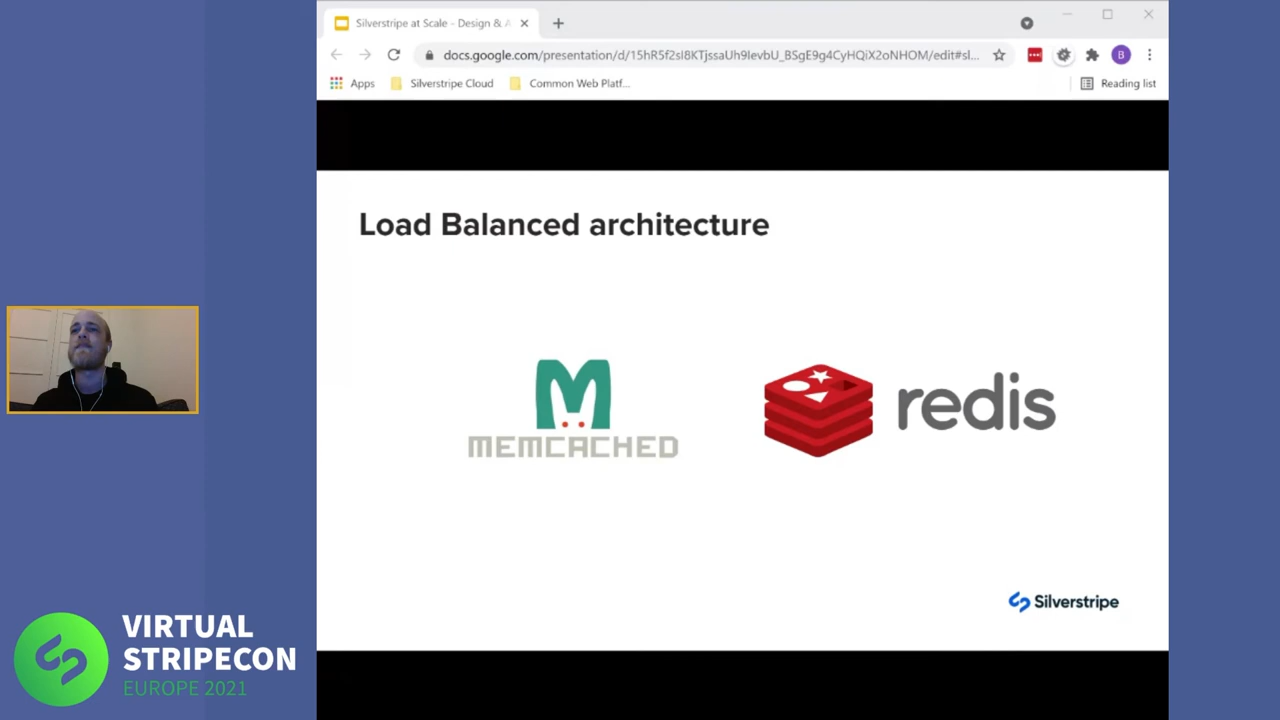 Silverstripe at Scale - Design & A
docs.google.com/presentation/d/15hR5f2sI8KTjssaUh9IevbU_BSgE9g4CyHQiX2oNHOM/edit#sl...
B
Apps
Silverstripe Cloud
Common Web Platf...
Reading list
Load Balanced architecture
MEMCACHED
redis
Silverstripe
VIRTUAL
STRIPECON
EUROPE 2021